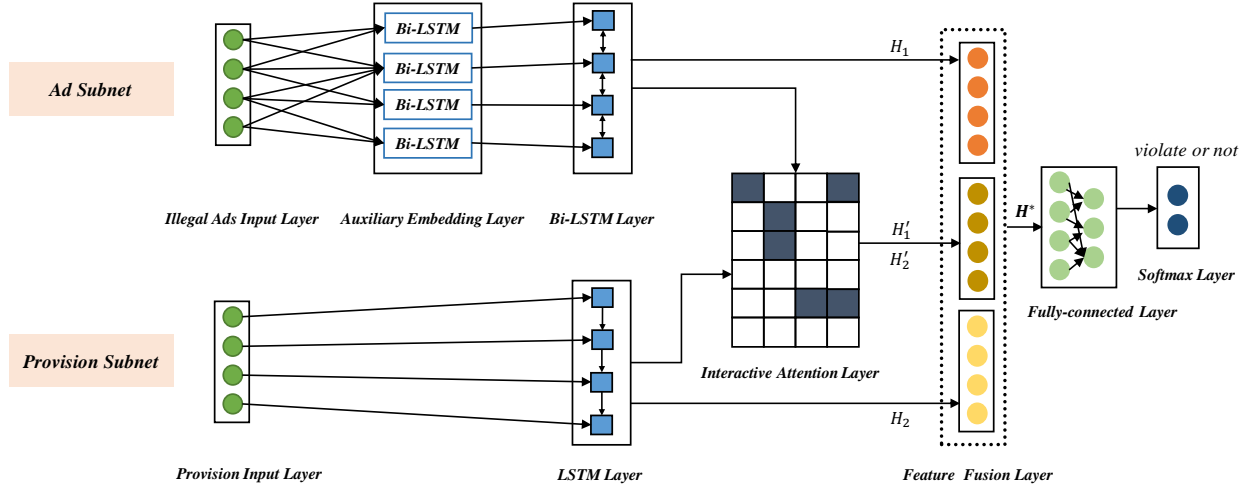 Ad Subnet
Bi-LSTM
Bi-LSTM
Bi-LSTM
Bi-LSTM
H₁
Illegal Ads Input Layer
Auxiliary Embedding Layer
Bi-LSTM Layer
violate or not
H₁′
H₂′
H*
Softmax Layer
Fully-connected Layer
Provision Subnet
Interactive Attention Layer
H₂
Provision Input Layer
LSTM Layer
Feature Fusion Layer